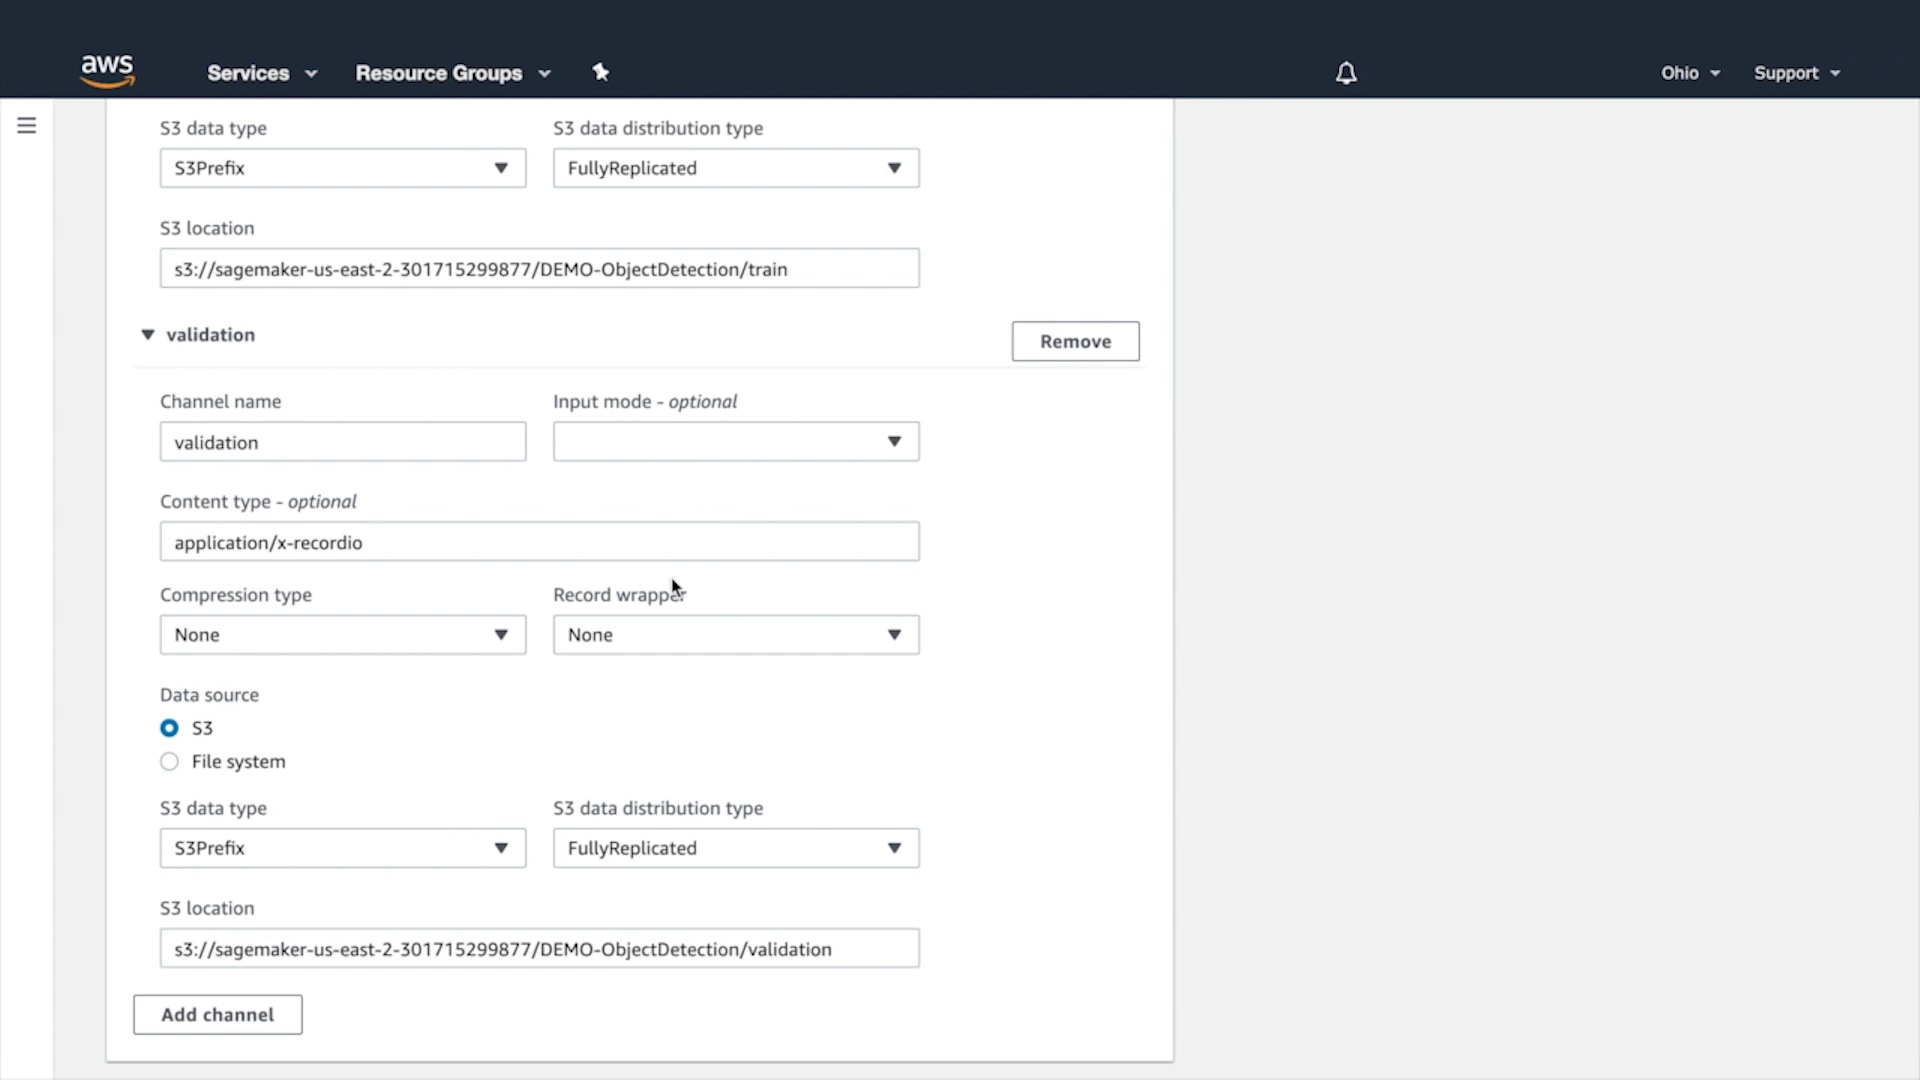 aws Services Resource Groups Ohio Support
S3 data type S3 data distribution type
S3Prefix FullyReplicated
S3 location
s3://sagemaker-us-east-2-301715299877/DEMO-ObjectDetection/train
validation Remove
Channel name Input mode - optional
validation
Content type - optional
application/x-recordio
Compression type Record wrapper
None None
Data source
S3
File system
S3 data type S3 data distribution type
S3Prefix FullyReplicated
S3 location
s3://sagemaker-us-east-2-301715299877/DEMO-ObjectDetection/validation
Add channel